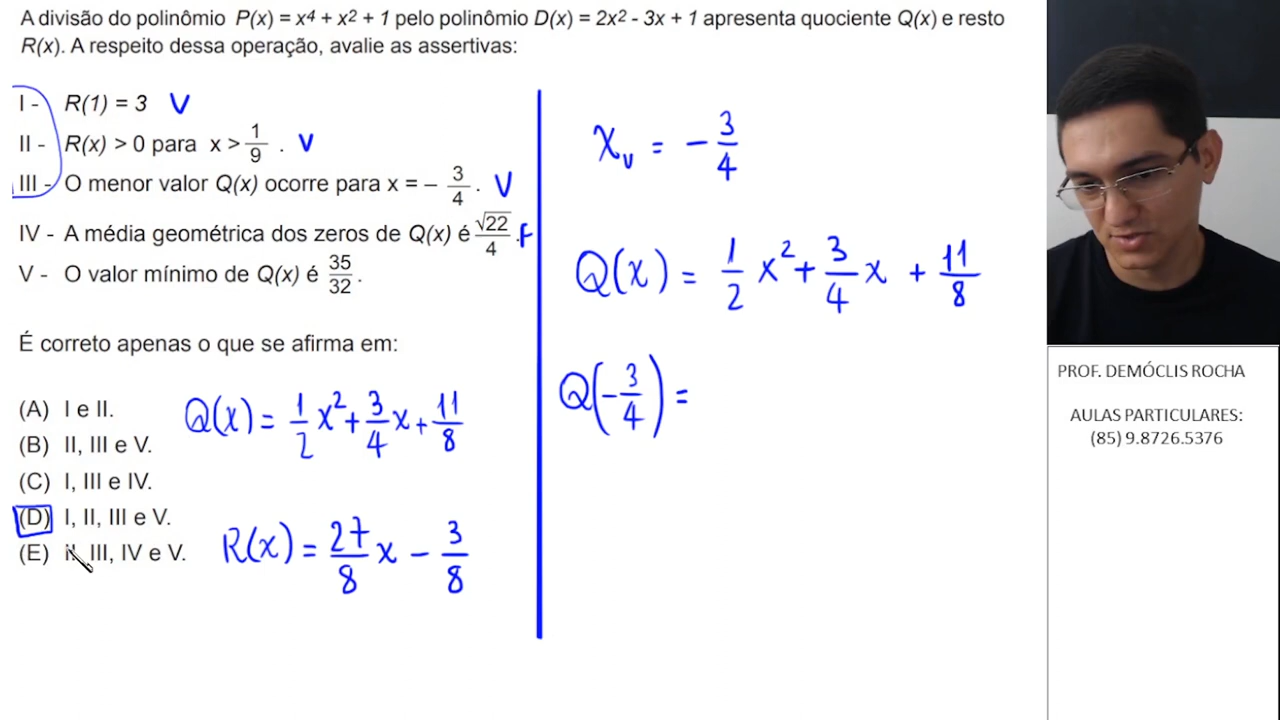 A divisão do polinômio P(x) = x⁴ + x² + 1 pelo polinômio D(x) = 2x² - 3x + 1 apresenta quociente Q(x) e resto
R(x). A respeito dessa operação, avalie as assertivas:
I - R(1) = 3 V
II - R(x) > 0 para x > 1/9 . V
III - O menor valor Q(x) ocorre para x = – 3/4 . V
IV - A média geométrica dos zeros de Q(x) é √22/4 . F
V - O valor mínimo de Q(x) é 35/32 .
É correto apenas o que se afirma em:
(A) I e II.
(B) II, III e V.
(C) I, III e IV.
(D) I, II, III e V.
(E) II, III, IV e V.
Q(x) = 1/2 x² + 3/4 x + 11/8
R(x) = 27/8 x - 3/8
xᵥ = - 3/4
Q(x) = 1/2 x² + 3/4 x + 11/8
Q(- 3/4) =
PROF. DEMÓCLIS ROCHA
AULAS PARTICULARES:
(85) 9.8726.5376